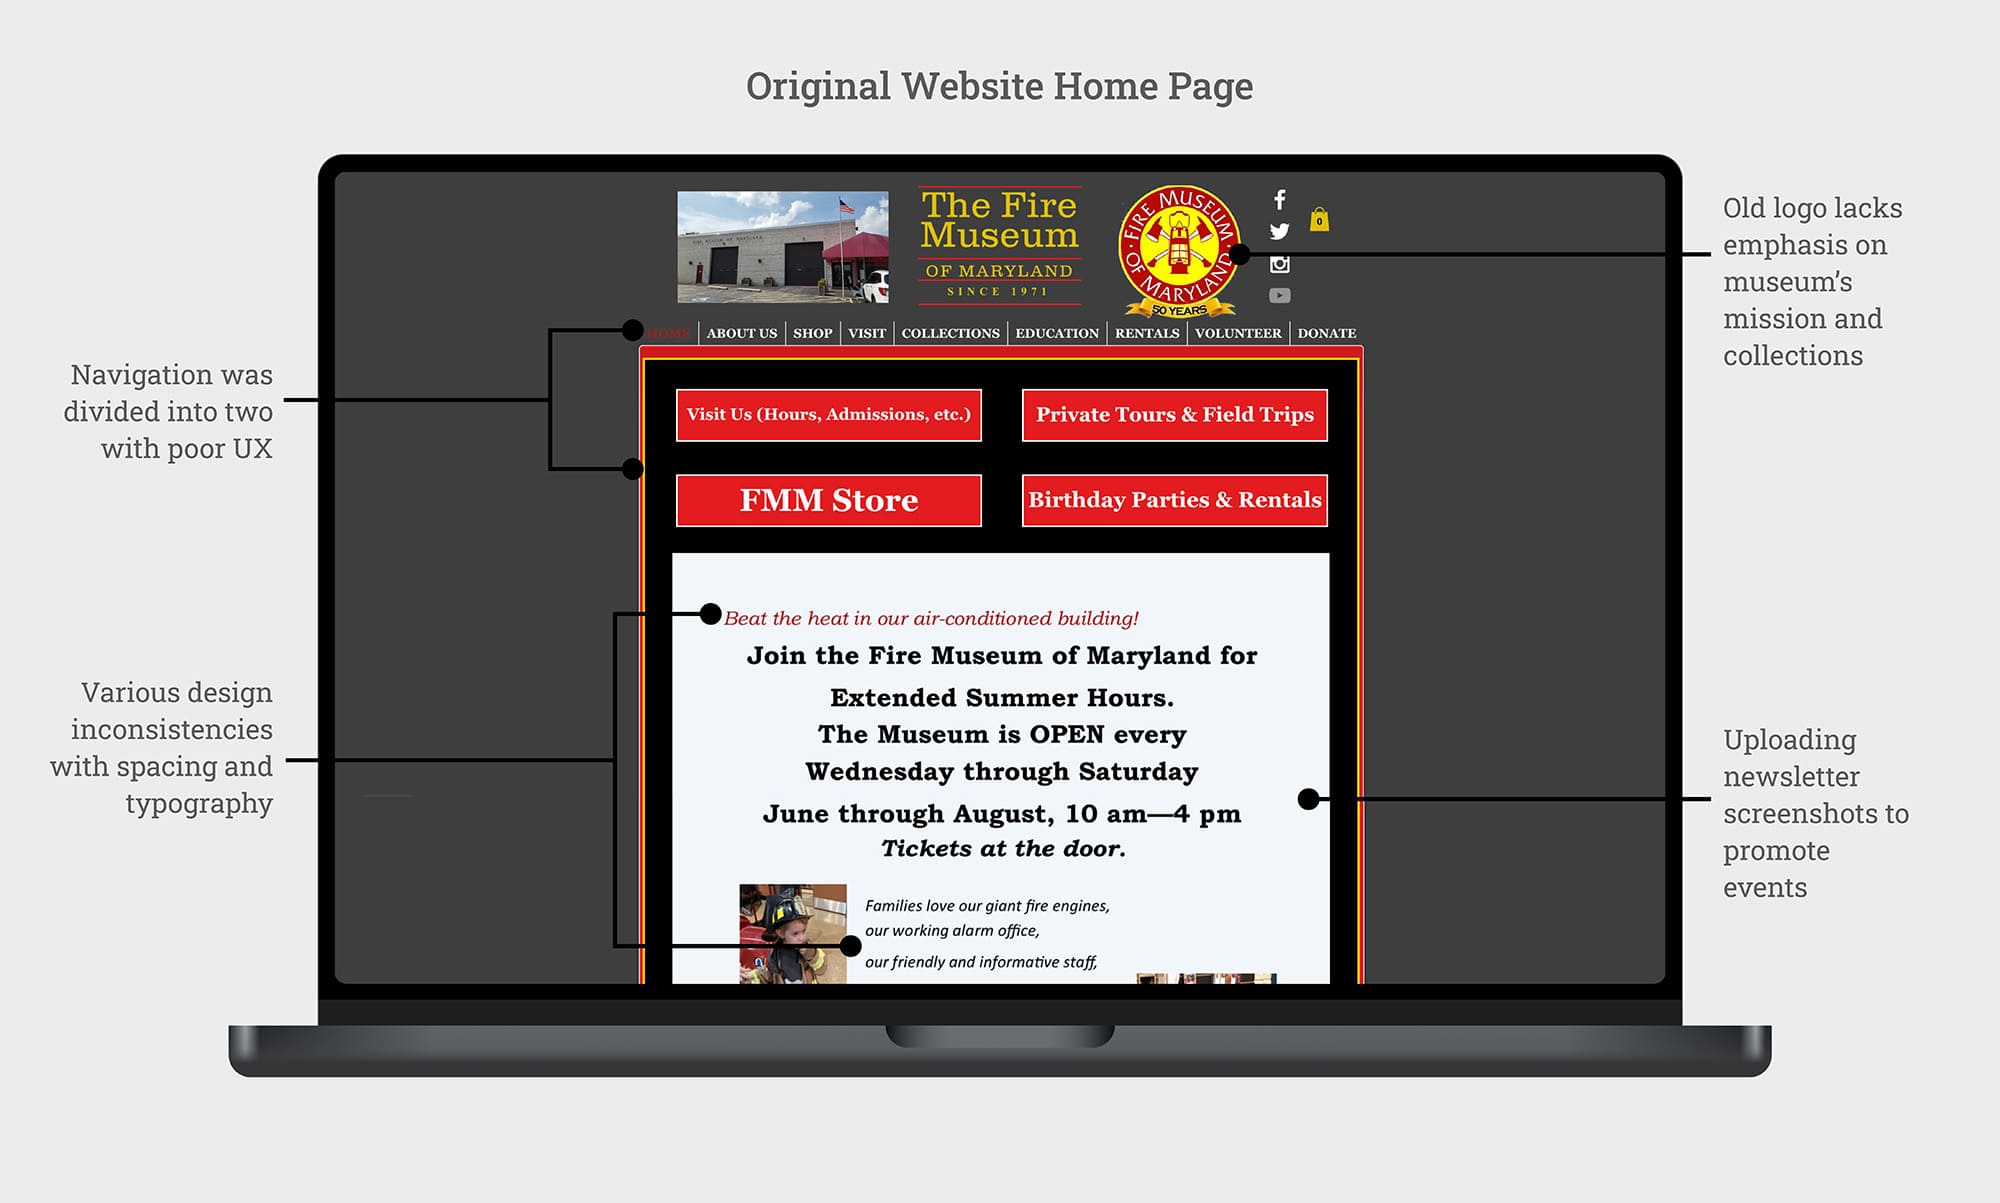 Original Website Home Page
The Fire
Museum
OF MARYLAND
SINCE 1971
FIRE MUSEUM
OF MARYLAND
50 YEARS
0
FIRE MUSEUM OF MARYLAND
HOME
ABOUT US
SHOP
VISIT
COLLECTIONS
EDUCATION
RENTALS
VOLUNTEER
DONATE
Visit Us (Hours, Admissions, etc.)
Private Tours & Field Trips
FMM Store
Birthday Parties & Rentals
Beat the heat in our air-conditioned building!
Join the Fire Museum of Maryland for
Extended Summer Hours.
The Museum is OPEN every
Wednesday through Saturday
June through August, 10 am—4 pm
Tickets at the door.
Families love our giant fire engines,
our working alarm office,
our friendly and informative staff,
Navigation was
divided into two
with poor UX
Various design
inconsistencies
with spacing and
typography
Old logo lacks
emphasis on
museum's
mission and
collections
Uploading
newsletter
screenshots to
promote
events